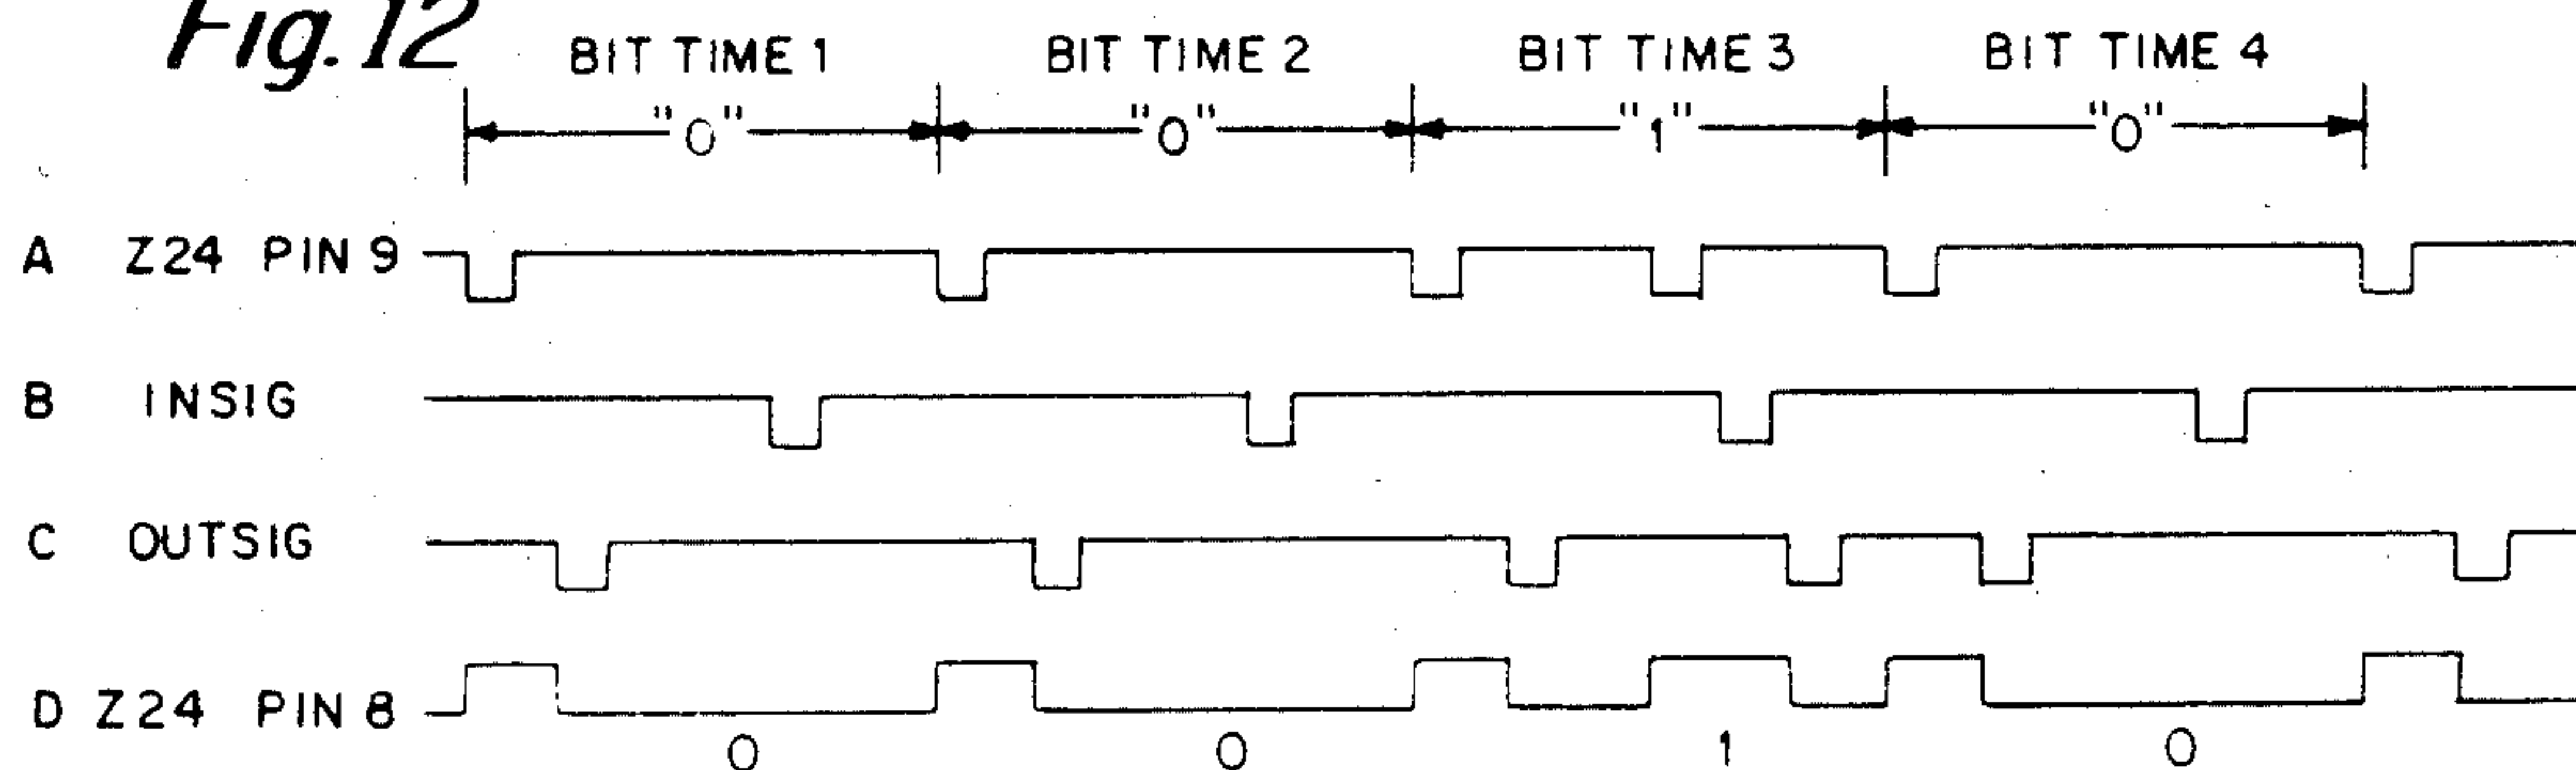 Fig. 12
BIT TIME 1 BIT TIME 2 BIT TIME 3 BIT TIME 4
"0" "0" "1" "0"
A Z24 PIN 9
B INSIG
C OUTSIG
D Z24 PIN 8
0 0 1 0